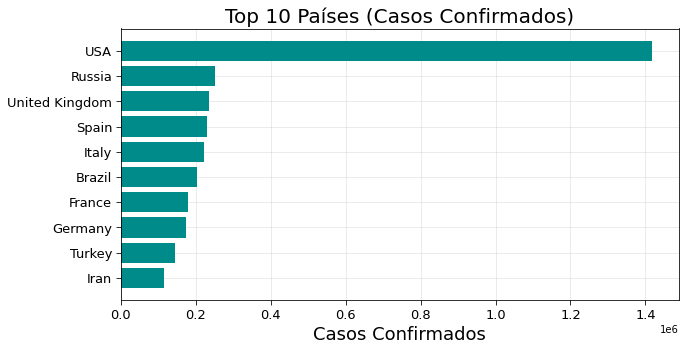 Top 10 Países (Casos Confirmados)
USA
Russia
United Kingdom
Spain
Italy
Brazil
France
Germany
Turkey
Iran
0.0 0.2 0.4 0.6 0.8 1.0 1.2 1.4
1e6
Casos Confirmados